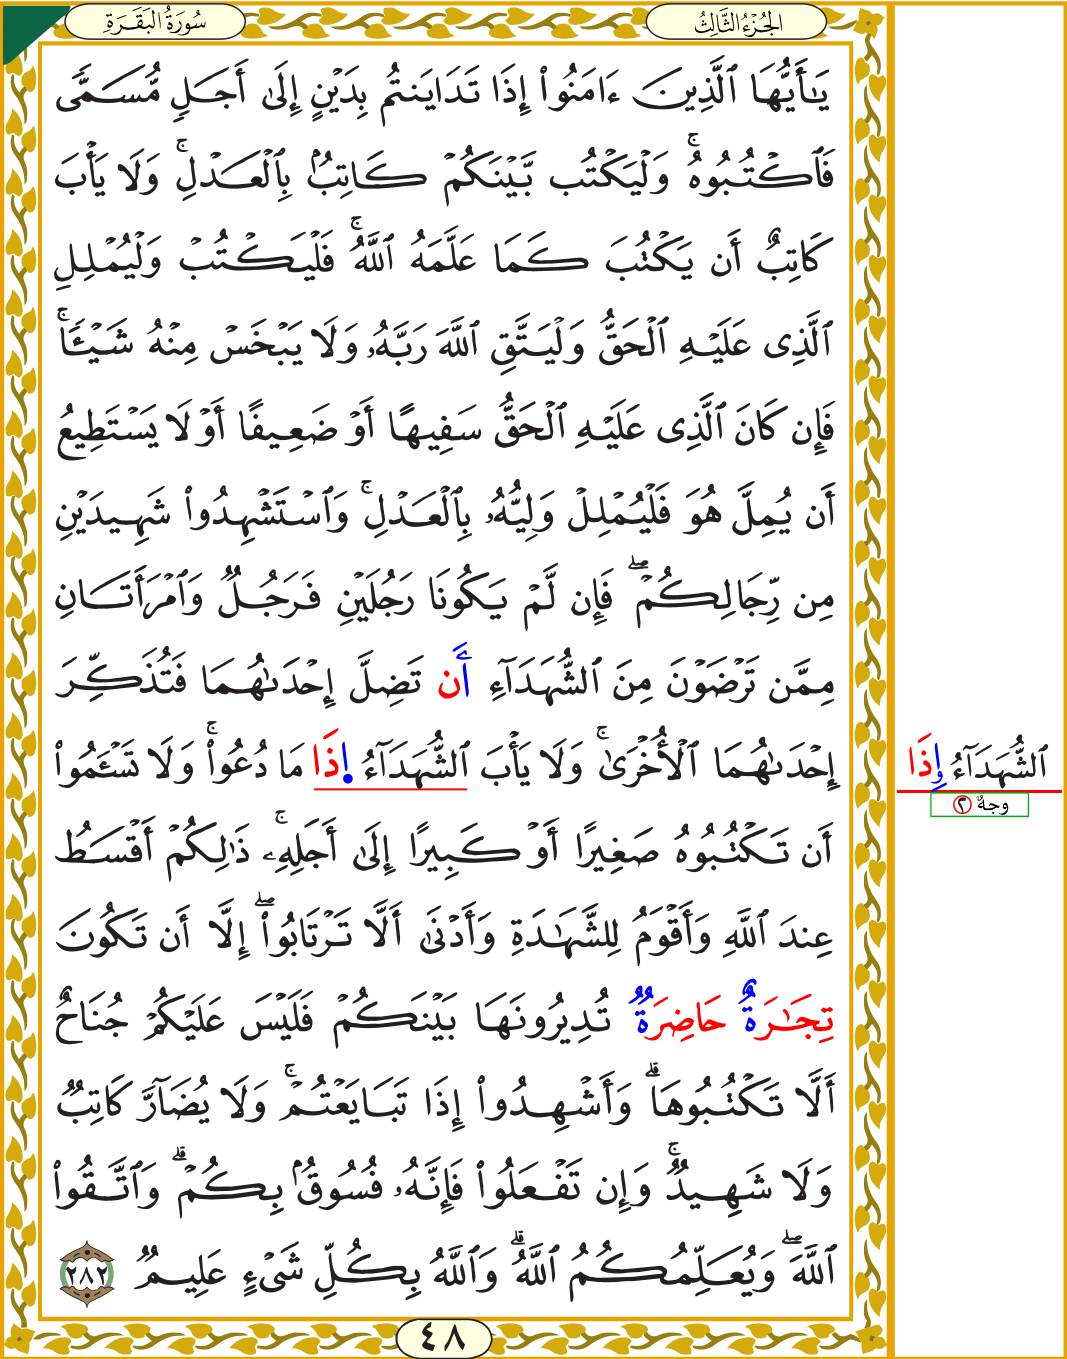 سُورَةُ البَقَرَةِ
الجُزْءُ الثَّالِثُ
يَٰٓأَيُّهَا ٱلَّذِينَ ءَامَنُوٓا۟ إِذَا تَدَايَنتُم بِدَيْنٍ إِلَىٰٓ أَجَلٍ مُّسَمًّى
فَٱكْتُبُوهُ ۚ وَلْيَكْتُب بَّيْنَكُمْ كَاتِبٌۢ بِٱلْعَدْلِ ۚ وَلَا يَأْبَ
كَاتِبٌ أَن يَكْتُبَ كَمَا عَلَّمَهُ ٱللَّهُ ۚ فَلْيَكْتُبْ وَلْيُمْلِلِ
ٱلَّذِى عَلَيْهِ ٱلْحَقُّ وَلْيَتَّقِ ٱللَّهَ رَبَّهُۥ وَلَا يَبْخَسْ مِنْهُ شَيْـًٔا ۚ
فَإِن كَانَ ٱلَّذِى عَلَيْهِ ٱلْحَقُّ سَفِيهًا أَوْ ضَعِيفًا أَوْ لَا يَسْتَطِيعُ
أَن يُمِلَّ هُوَ فَلْيُمْلِلْ وَلِيُّهُۥ بِٱلْعَدْلِ ۚ وَٱسْتَشْهِدُوا۟ شَهِيدَيْنِ
مِن رِّجَالِكُمْ ۖ فَإِن لَّمْ يَكُونَا رَجُلَيْنِ فَرَجُلٌ وَٱمْرَأَتَانِ
مِمَّن تَرْضَوْنَ مِنَ ٱلشُّهَدَآءِ أَن تَضِلَّ إِحْدَىٰهُمَا فَتُذَكِّرَ
إِحْدَىٰهُمَا ٱلْأُخْرَىٰ ۚ وَلَا يَأْبَ ٱلشُّهَدَآءُ اِ۬ذَا مَا دُعُوا۟ ۚ وَلَا تَسْـَٔمُوٓا۟
ٱلشُّهَدَآءُ وِذَا
وجهٌ ٢
أَن تَكْتُبُوهُ صَغِيرًا أَوْ كَبِيرًا إِلَىٰٓ أَجَلِهِۦ ۚ ذَٰلِكُمْ أَقْسَطُ
عِندَ ٱللَّهِ وَأَقْوَمُ لِلشَّهَٰدَةِ وَأَدْنَىٰٓ أَلَّا تَرْتَابُوٓا۟ ۖ إِلَّآ أَن تَكُونَ
تِجَٰرَةٌ حَاضِرَةٌ تُدِيرُونَهَا بَيْنَكُمْ فَلَيْسَ عَلَيْكُمْ جُنَاحٌ
أَلَّا تَكْتُبُوهَا ۗ وَأَشْهِدُوٓا۟ إِذَا تَبَايَعْتُمْ ۚ وَلَا يُضَآرَّ كَاتِبٌ
وَلَا شَهِيدٌ ۚ وَإِن تَفْعَلُوا۟ فَإِنَّهُۥ فُسُوقٌۢ بِكُمْ ۗ وَٱتَّقُوا۟
ٱللَّهَ ۖ وَيُعَلِّمُكُمُ ٱللَّهُ ۗ وَٱللَّهُ بِكُلِّ شَىْءٍ عَلِيمٌ ٢٨٢
٤٨